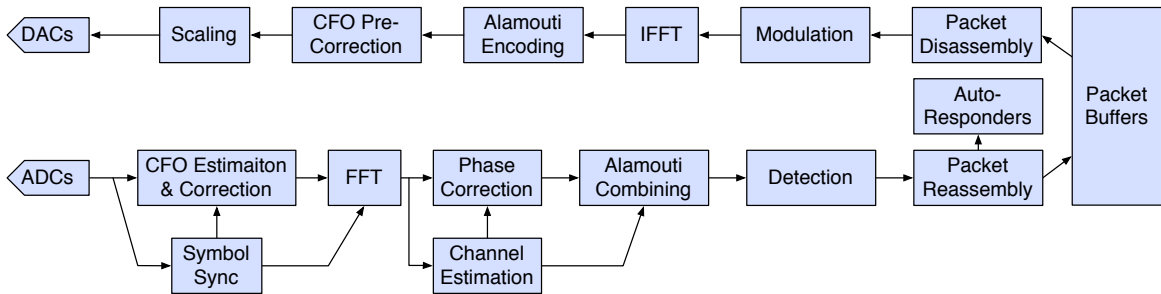 DACs
Scaling
CFO Pre-
Correction
Alamouti
Encoding
IFFT
Modulation
Packet
Disassembly
Packet
Buffers
Auto-
Responders
ADCs
CFO Estimaiton
& Correction
FFT
Phase
Correction
Alamouti
Combining
Detection
Packet
Reassembly
Symbol
Sync
Channel
Estimation